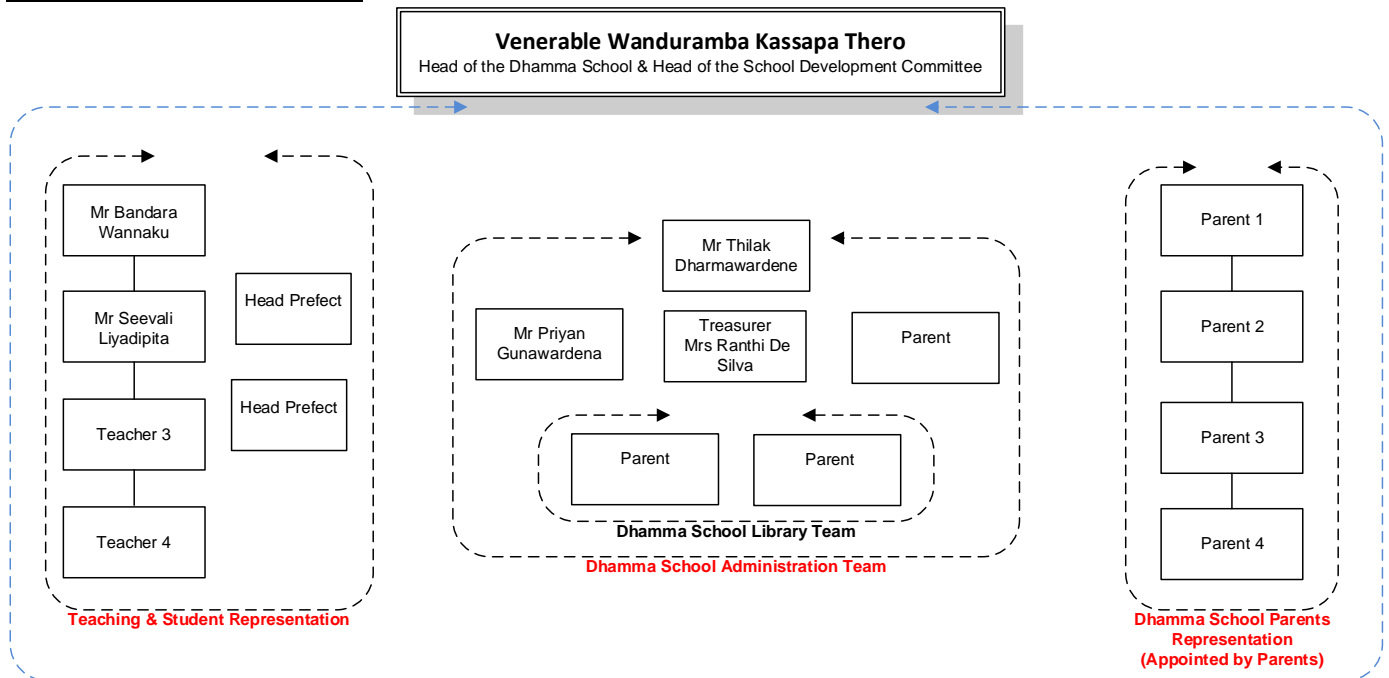 Venerable Wanduramba Kassapa Thero
Head of the Dhamma School & Head of the School Development Committee
Mr Bandara
Wannaku
Mr Seevali
Liyadipita
Teacher 3
Teacher 4
Head Prefect
Head Prefect
Teaching & Student Representation
Mr Thilak
Dharmawardene
Mr Priyan
Gunawardena
Treasurer
Mrs Ranthi De
Silva
Parent
Parent
Parent
Dhamma School Library Team
Dhamma School Administration Team
Parent 1
Parent 2
Parent 3
Parent 4
Dhamma School Parents
Representation
(Appointed by Parents)